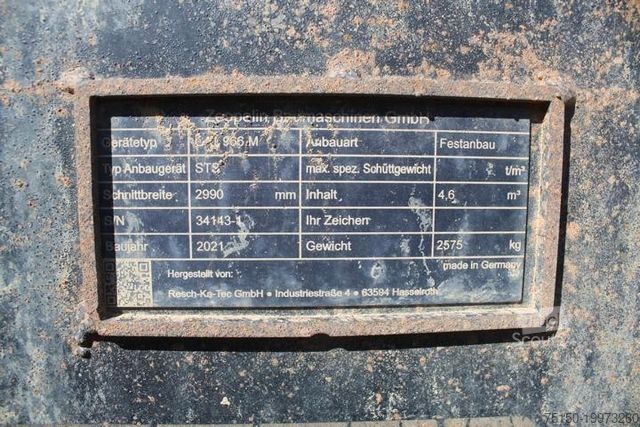 Zeppelin Baumaschinen GmbH
Gerätetyp 966 M Anbauart Festanbau
Typ Anbaugerät STS max. spez. Schüttgewicht t/m³
Schnittbreite 2990 mm Inhalt 4,6 m³
S/N 34143-1 Ihr Zeichen
Baujahr 2021 Gewicht 2575 kg
made in Germany
Hergestellt von:
Resch-Ka-Tec GmbH ● Industriestraße 4 ● 63594 Hasselroth
75150-19973230